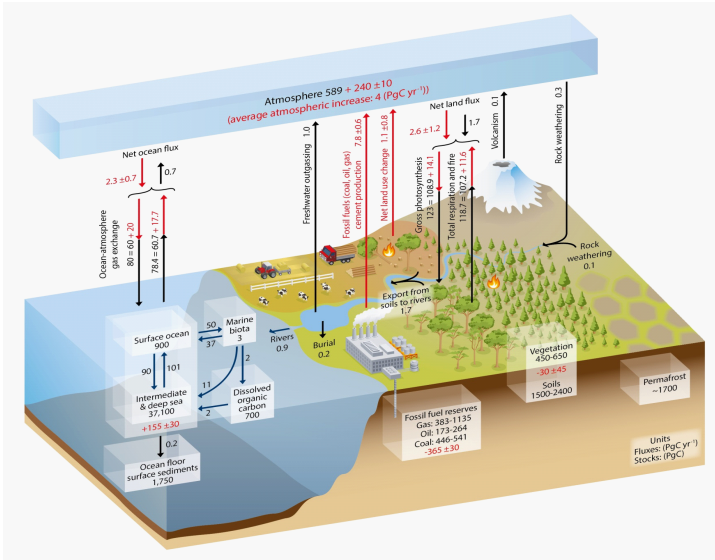 Atmosphere 589 + 240 ±10
(average atmospheric increase: 4 (PgC yr⁻¹))
Net ocean flux
2.3 ±0.7
0.7
Ocean-atmosphere
gas exchange
80 = 60 + 20
78.4 = 60.7 + 17.7
Freshwater outgassing
1.0
Fossil fuels (coal, oil, gas)
cement production
7.8 ±0.6
Net land use change
1.1 ±0.8
Net land flux
2.6 ±1.2
1.7
Gross photosynthesis
123 = 108.9 + 14.1
Total respiration and fire
118.7 = 107.2 + 11.6
Volcanism
0.1
Rock weathering
0.3
Rock
weathering
0.1
Export from
soils to rivers
1.7
Rivers
0.9
Burial
0.2
Surface ocean
900
50
37
Marine
biota
3
90
101
11
2
2
Intermediate
& deep sea
37,100
+155 ±30
Dissolved
organic
carbon
700
0.2
Ocean floor
surface sediments
1,750
Fossil fuel reserves
Gas: 383-1135
Oil: 173-264
Coal: 446-541
-365 ±30
Vegetation
450-650
-30 ±45
Soils
1500-2400
Permafrost
~1700
Units
Fluxes: (PgC yr⁻¹)
Stocks: (PgC)